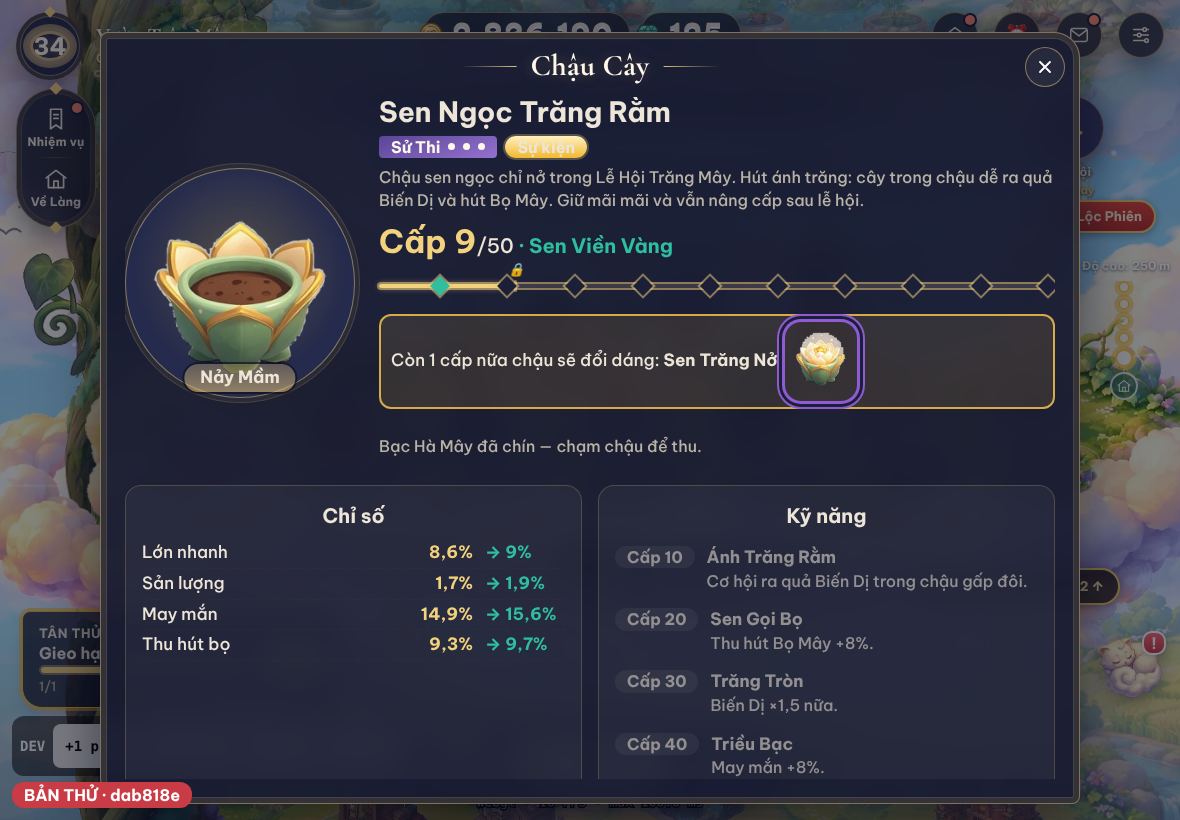 34
Chậu Cây
Nhiệm vụ
Về Làng
Sen Ngọc Trăng Rằm
Sử Thi
Sự kiện
Chậu sen ngọc chỉ nở trong Lễ Hội Trăng Mây. Hút ánh trăng: cây trong chậu dễ ra quả
Biến Dị và hút Bọ Mây. Giữ mãi mãi và vẫn nâng cấp sau lễ hội.
Lộc Phiên
Cấp 9/50 · Sen Viền Vàng
Độ cao: 250 m
Còn 1 cấp nữa chậu sẽ đổi dáng: Sen Trăng Nở
Nảy Mầm
Bạc Hà Mây đã chín — chạm chậu để thu.
Chỉ số
Lớn nhanh 8,6% → 9%
Sản lượng 1,7% → 1,9%
May mắn 14,9% → 15,6%
Thu hút bọ 9,3% → 9,7%
Kỹ năng
Cấp 10 Ánh Trăng Rằm
Cơ hội ra quả Biến Dị trong chậu gấp đôi.
Cấp 20 Sen Gọi Bọ
Thu hút Bọ Mây +8%.
Cấp 30 Trăng Tròn
Biến Dị ×1,5 nữa.
Cấp 40 Triều Bạc
May mắn +8%.
2 ↑
!
TÂN THỦ
Gieo hạ
1/1
DEV +1 p
BẢN THỬ · dab818e